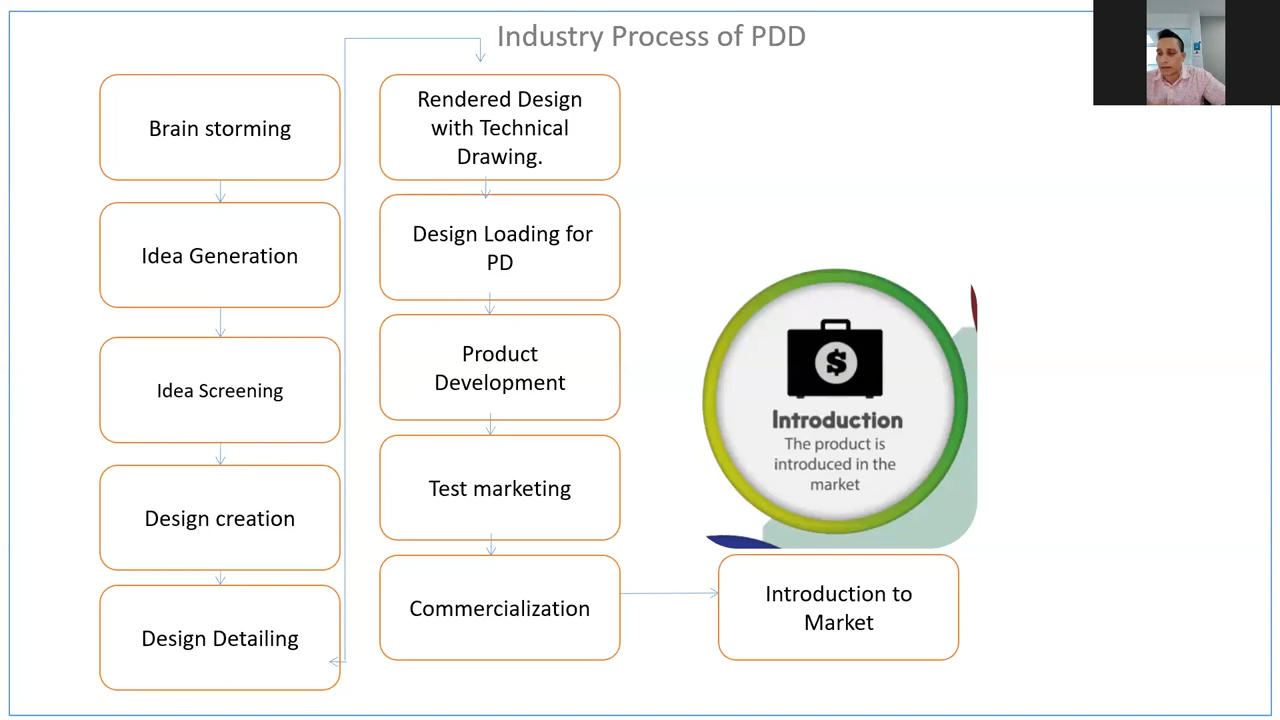 Industry Process of PDD
Brain storming
Idea Generation
Idea Screening
Design creation
Design Detailing
Rendered Design
with Technical
Drawing.
Design Loading for
PD
Product
Development
Test marketing
Commercialization
$
Introduction
The product is
introduced in the
market
Introduction to
Market